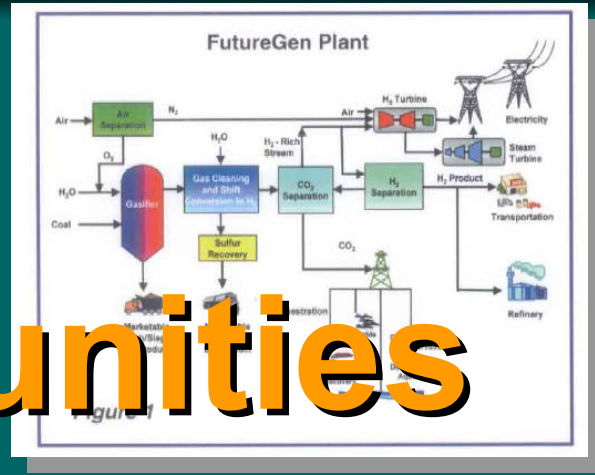 FutureGen Plant
H₂ Turbine
Air
Air
Air Separation
N₂
Electricity
O₂
H₂O
H₂ - Rich Stream
Steam Turbine
H₂O
Gasifier
Gas Cleaning and Shift Conversion to H₂
CO₂ Separation
H₂ Separation
H₂ Product
Transportation
Coal
Sulfur Recovery
CO₂
Refinery
unities
Figure 1